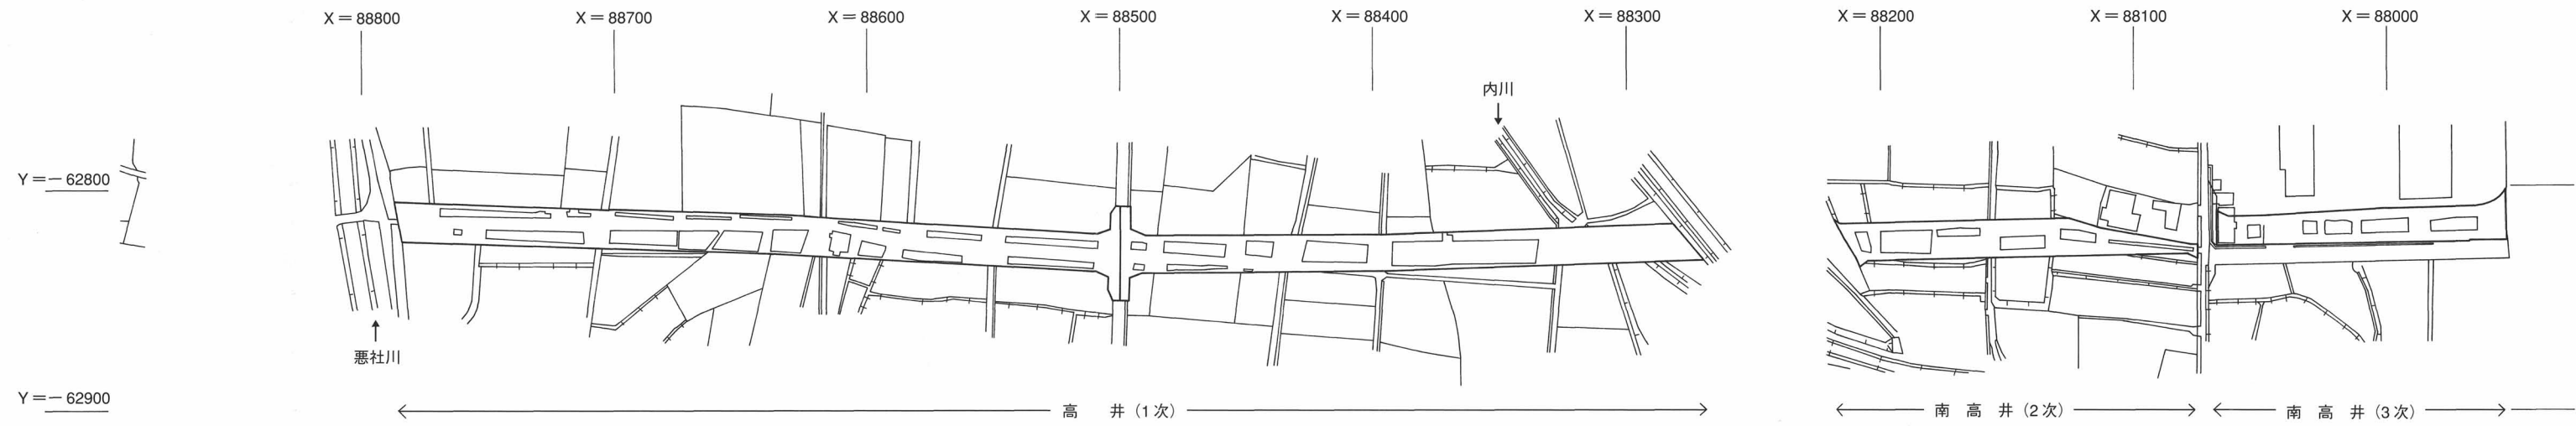 X＝88800
X＝88700
X＝88600
X＝88500
X＝88400
X＝88300
X＝88200
X＝88100
X＝88000
内川
Y＝－62800
悪社川
Y＝－62900
高 井（1次）
南 高 井（2次）
南 高 井（3次）